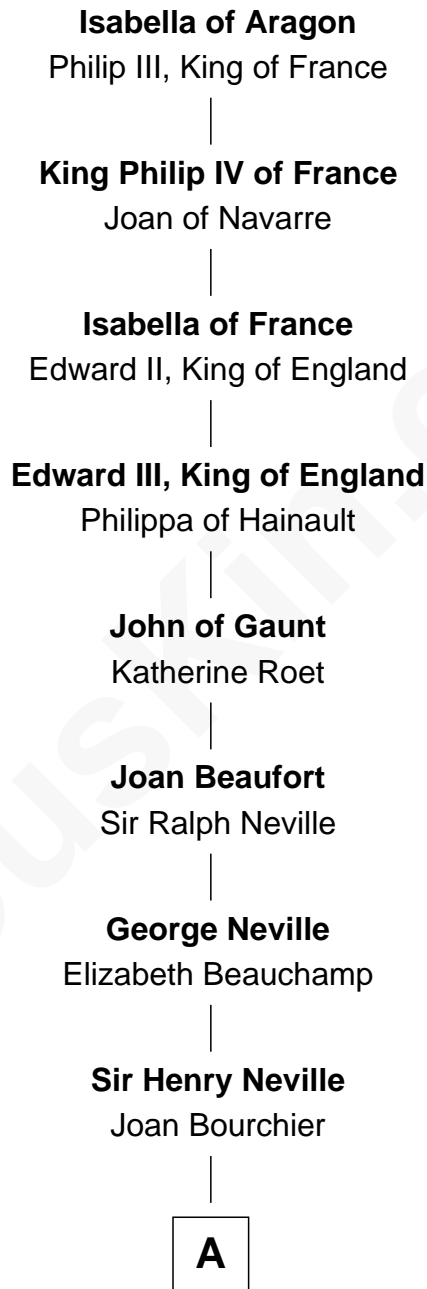 Isabella of Aragon
Philip III, King of France
King Philip IV of France
Joan of Navarre
Isabella of France
Edward II, King of England
Edward III, King of England
Philippa of Hainault
John of Gaunt
Katherine Roet
Joan Beaufort
Sir Ralph Neville
George Neville
Elizabeth Beauchamp
Sir Henry Neville
Joan Bourchier
A